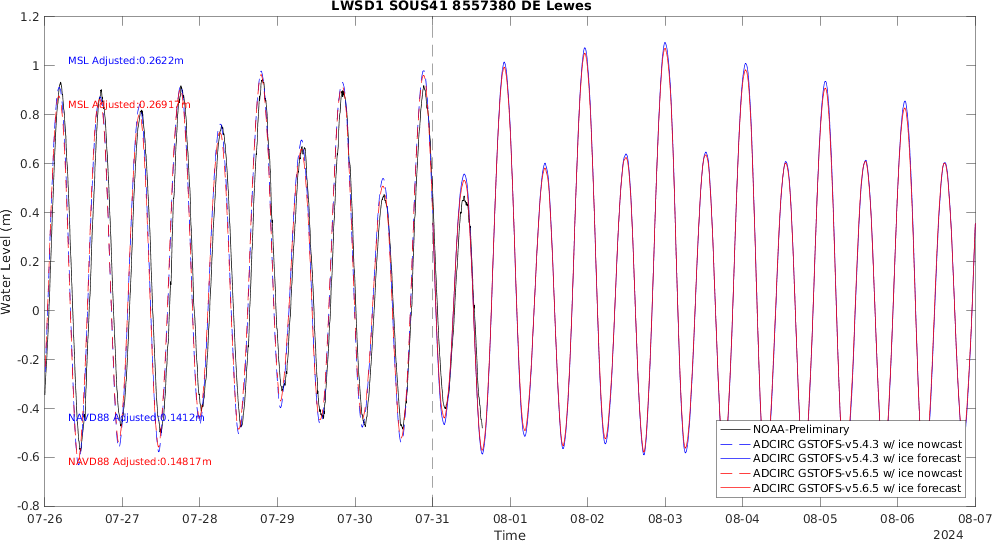 LWSD1 SOUS41 8557380 DE Lewes
1.2
1
0.8
0.6
0.4
0.2
0
-0.2
-0.4
-0.6
-0.8
Water Level (m)
MSL Adjusted:0.2622m
MSL Adjusted:0.26917m
NAVD88 Adjusted:0.1412m
NAVD88 Adjusted:0.14817m
NOAA-Preliminary
ADCIRC GSTOFS-v5.4.3 w/ ice nowcast
ADCIRC GSTOFS-v5.4.3 w/ ice forecast
ADCIRC GSTOFS-v5.6.5 w/ ice nowcast
ADCIRC GSTOFS-v5.6.5 w/ ice forecast
07-26 07-27 07-28 07-29 07-30 07-31 08-01 08-02 08-03 08-04 08-05 08-06 08-07
Time
2024